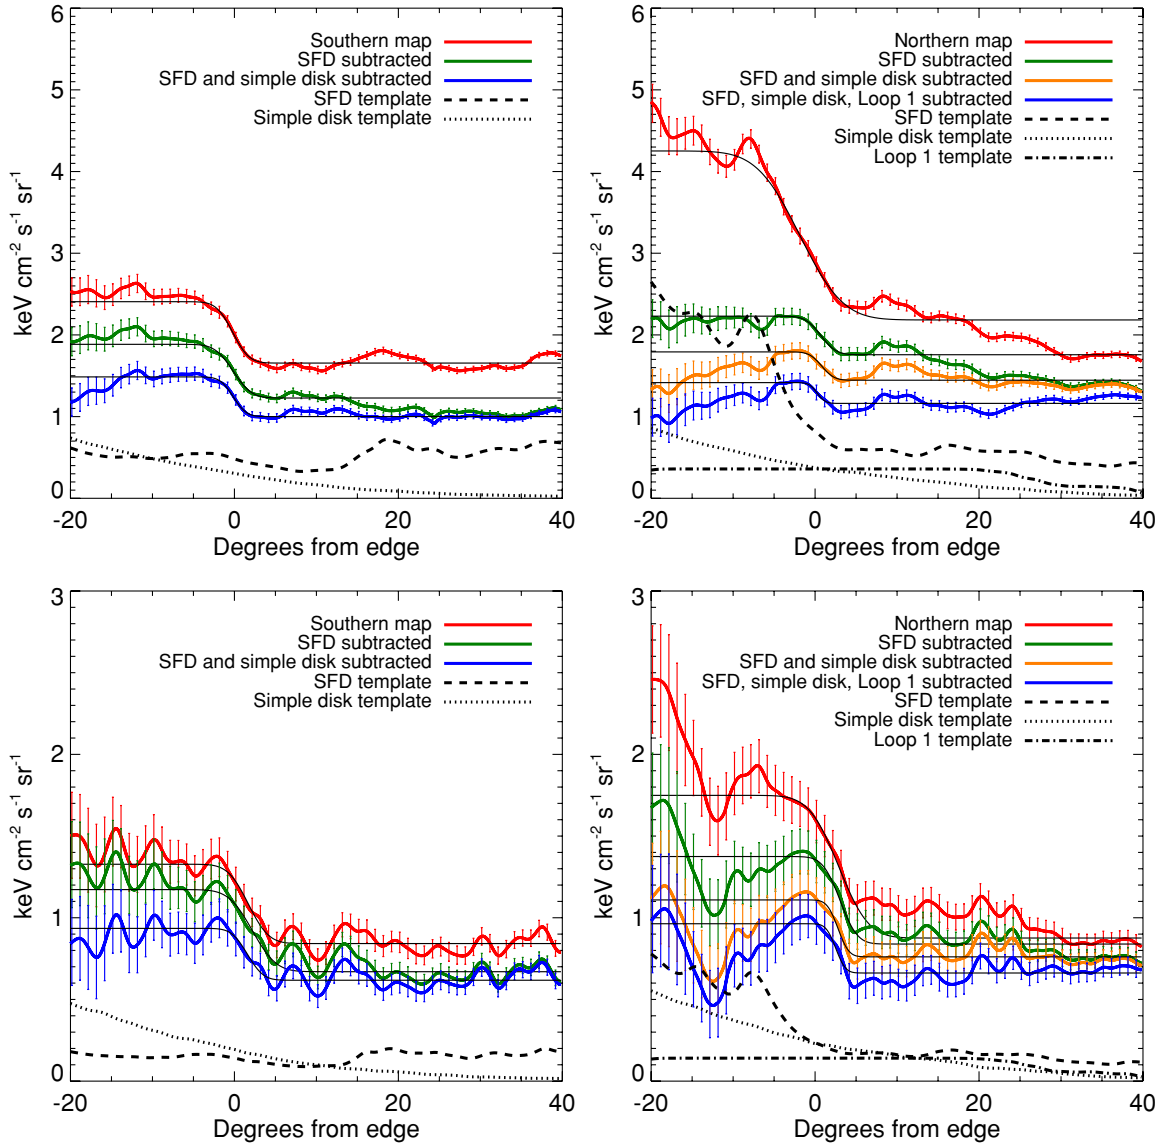 6
5
4
3
2
1
0
keV cm-2 s-1 sr-1
Southern map
SFD subtracted
SFD and simple disk subtracted
SFD template
Simple disk template
-20
0
20
40
Degrees from edge
6
5
4
3
2
1
0
keV cm-2 s-1 sr-1
Northern map
SFD subtracted
SFD and simple disk subtracted
SFD, simple disk, Loop 1 subtracted
SFD template
Simple disk template
Loop 1 template
-20
0
20
40
Degrees from edge
3
2
1
0
keV cm-2 s-1 sr-1
Southern map
SFD subtracted
SFD and simple disk subtracted
SFD template
Simple disk template
-20
0
20
40
Degrees from edge
3
2
1
0
keV cm-2 s-1 sr-1
Northern map
SFD subtracted
SFD and simple disk subtracted
SFD, simple disk, Loop 1 subtracted
SFD template
Simple disk template
Loop 1 template
-20
0
20
40
Degrees from edge